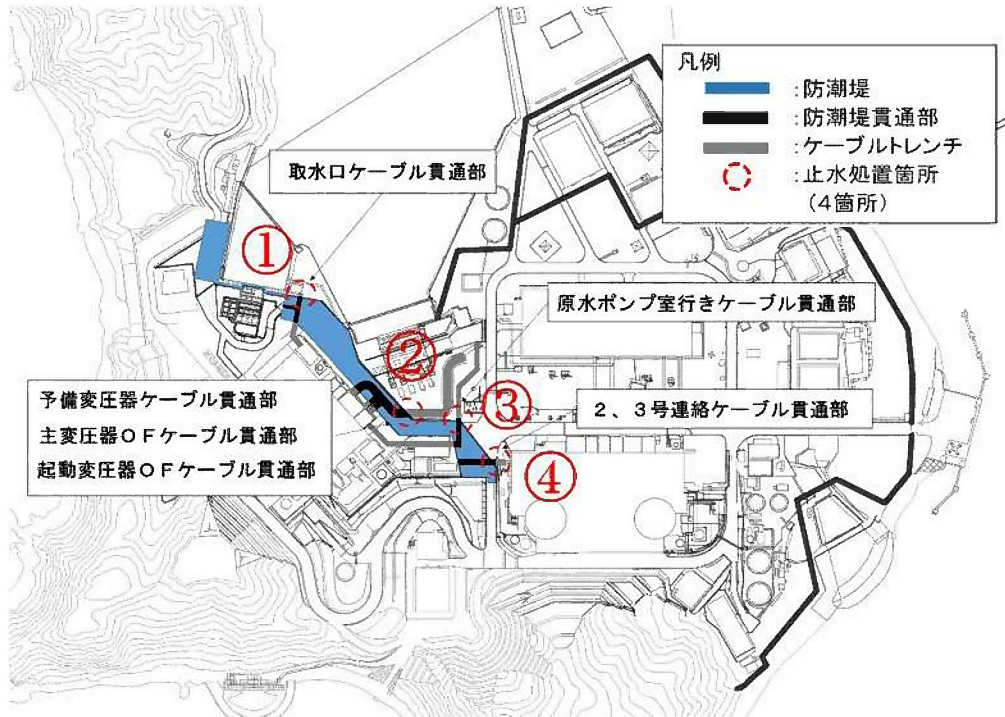 凡例
:防潮堤
:防潮堤貫通部
:ケーブルトレンチ
:止水処置箇所
(4箇所)
取水口ケーブル貫通部
①
原水ポンプ室行きケーブル貫通部
②
③
2、3号連絡ケーブル貫通部
予備変圧器ケーブル貫通部
主変圧器OFケーブル貫通部
起動変圧器OFケーブル貫通部
④